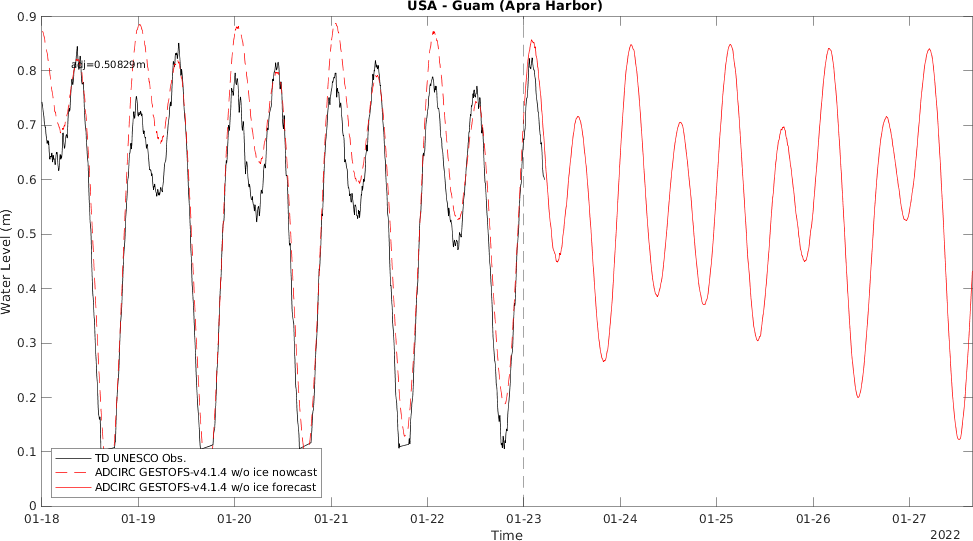 USA - Guam (Apra Harbor)
0.9
0.8
0.7
0.6
0.5
0.4
0.3
0.2
0.1
0
Water Level (m)
adj=0.50829m
TD UNESCO Obs.
ADCIRC GESTOFS-v4.1.4 w/o ice nowcast
ADCIRC GESTOFS-v4.1.4 w/o ice forecast
01-18 01-19 01-20 01-21 01-22 01-23 01-24 01-25 01-26 01-27
Time
2022